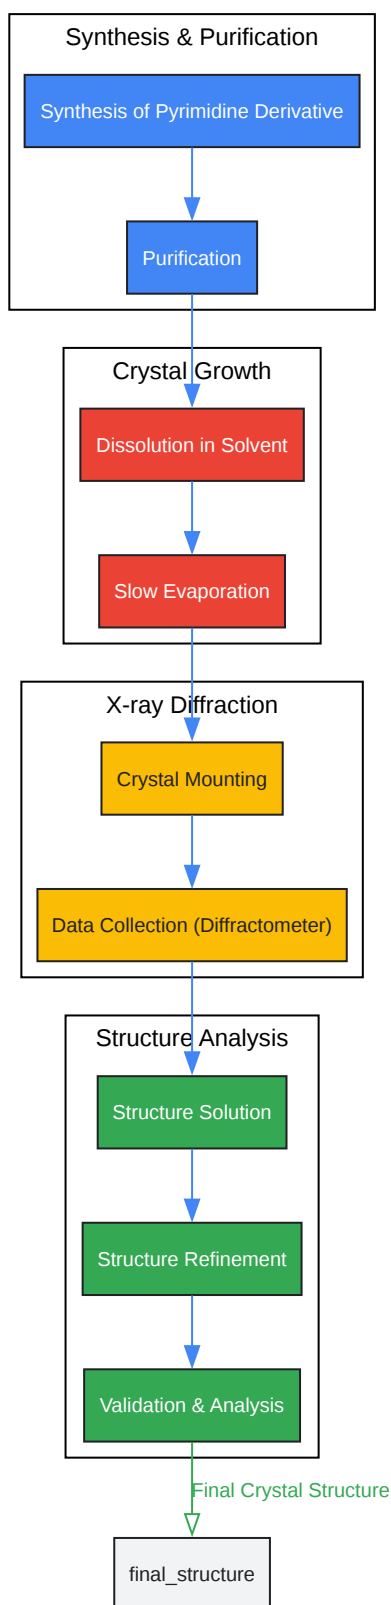 Synthesis & Purification
Synthesis of Pyrimidine Derivative
Purification
Crystal Growth
Dissolution in Solvent
Slow Evaporation
X-ray Diffraction
Crystal Mounting
Data Collection (Diffractometer)
Structure Analysis
Structure Solution
Structure Refinement
Validation & Analysis
Final Crystal Structure
final_structure